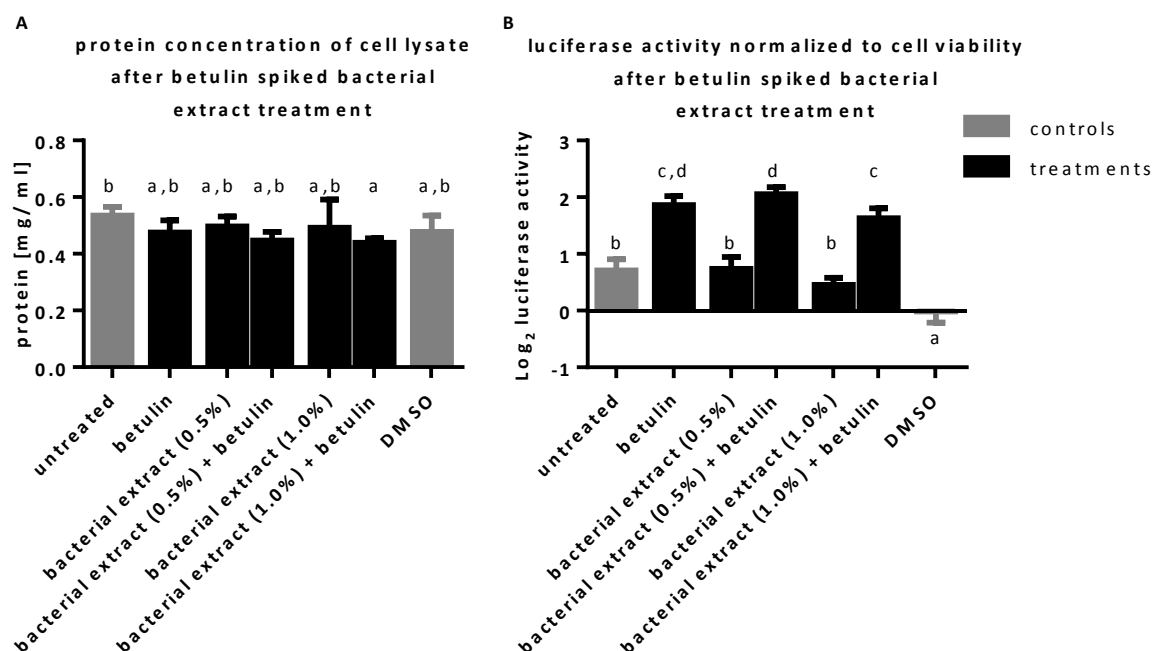 A
protein concentration of cell lysate
after betulin spiked bacterial
extract treatment
protein [mg/ml]
0.8
0.6
0.4
0.2
0.0
b
a,b
a,b
a,b
a,b
a
a,b
untreated
betulin
bacterial extract (0.5%)
bacterial extract (0.5%) + betulin
bacterial extract (1.0%)
bacterial extract (1.0%) + betulin
DMSO
B
luciferase activity normalized to cell viability
after betulin spiked bacterial
extract treatment
Log2 luciferase activity
3
2
1
0
-1
b
c,d
b
d
b
c
a
untreated
betulin
bacterial extract (0.5%)
bacterial extract (0.5%) + betulin
bacterial extract (1.0%)
bacterial extract (1.0%) + betulin
DMSO
controls
treatments